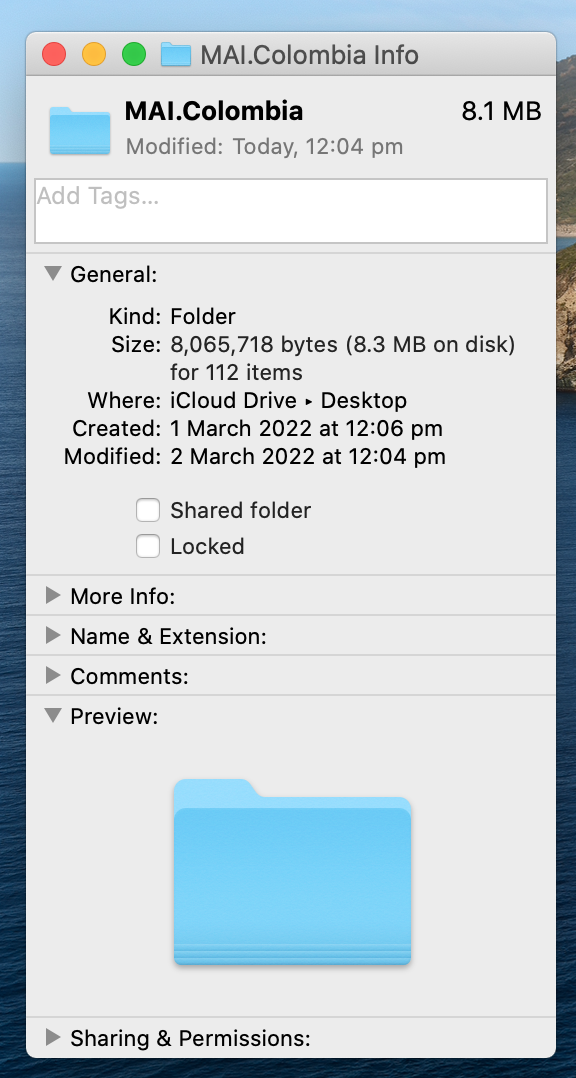 MAI.Colombia Info
MAI.Colombia 8.1 MB
Modified: Today, 12:04 pm
Add Tags...
General:
Kind: Folder
Size: 8,065,718 bytes (8.3 MB on disk)
for 112 items
Where: iCloud Drive ▸ Desktop
Created: 1 March 2022 at 12:06 pm
Modified: 2 March 2022 at 12:04 pm
Shared folder
Locked
More Info:
Name & Extension:
Comments:
Preview:
Sharing & Permissions: